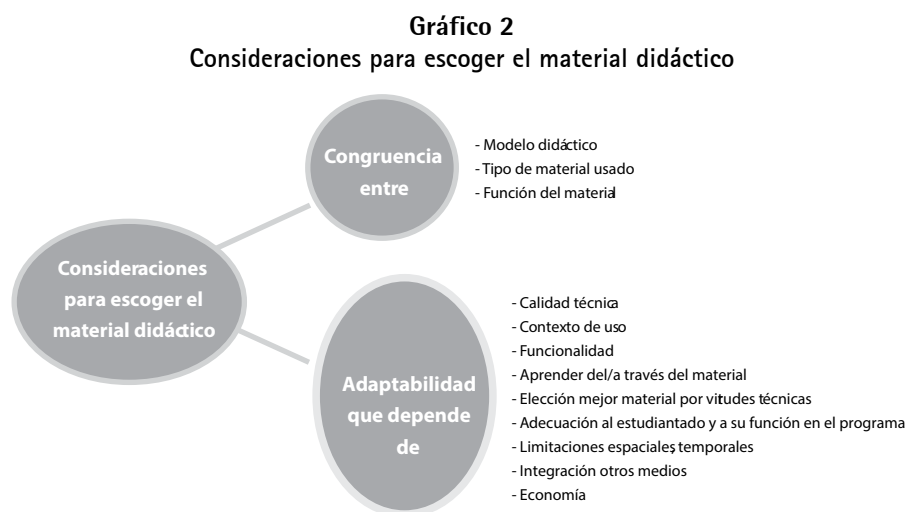 Gráfico 2
Consideraciones para escoger el material didáctico
Congruencia
entre
- Modelo didáctico
- Tipo de material usado
- Función del material
Consideraciones
para escoger el
material didáctico
Adaptabilidad
que depende
de
- Calidad técnica
- Contexto de uso
- Funcionalidad
- Aprender del/a través del material
- Elección mejor material por vitudes técnicas
- Adecuación al estudiantado y a su función en el programa
- Limitaciones espaciales, temporales
- Integración otros medios
- Economía